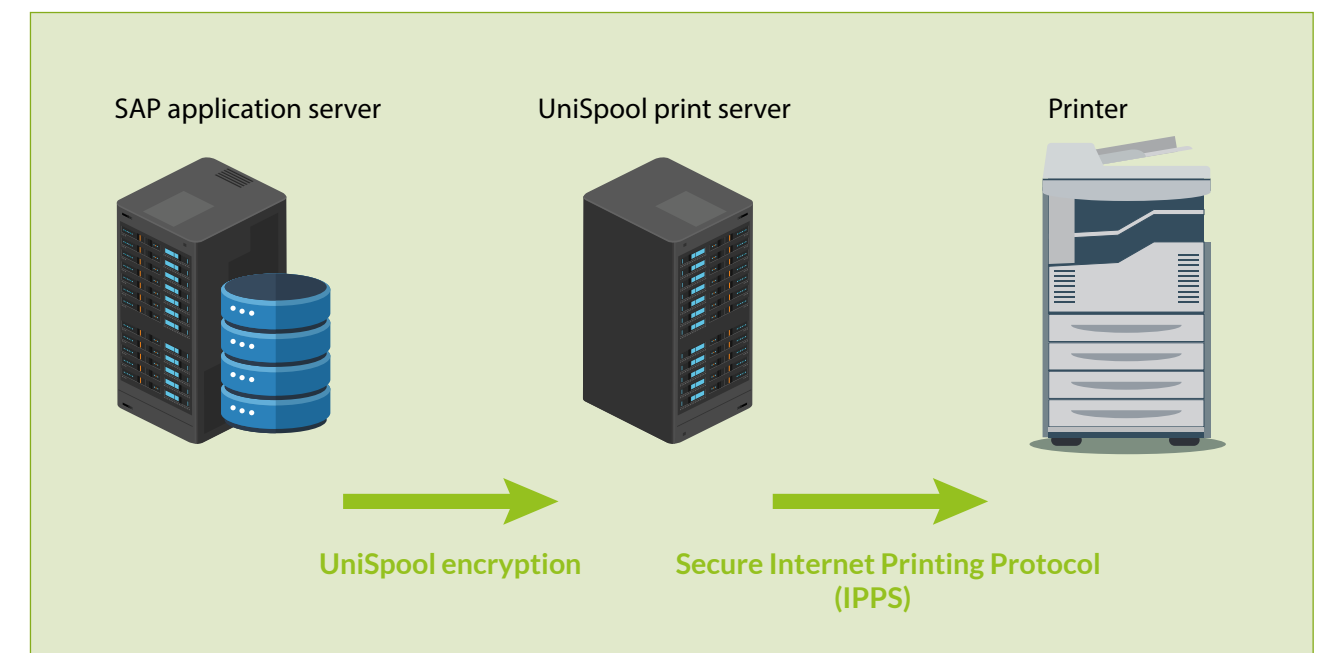 SAP application server
UniSpool print server
Printer
UniSpool encryption
Secure Internet Printing Protocol
(IPPS)